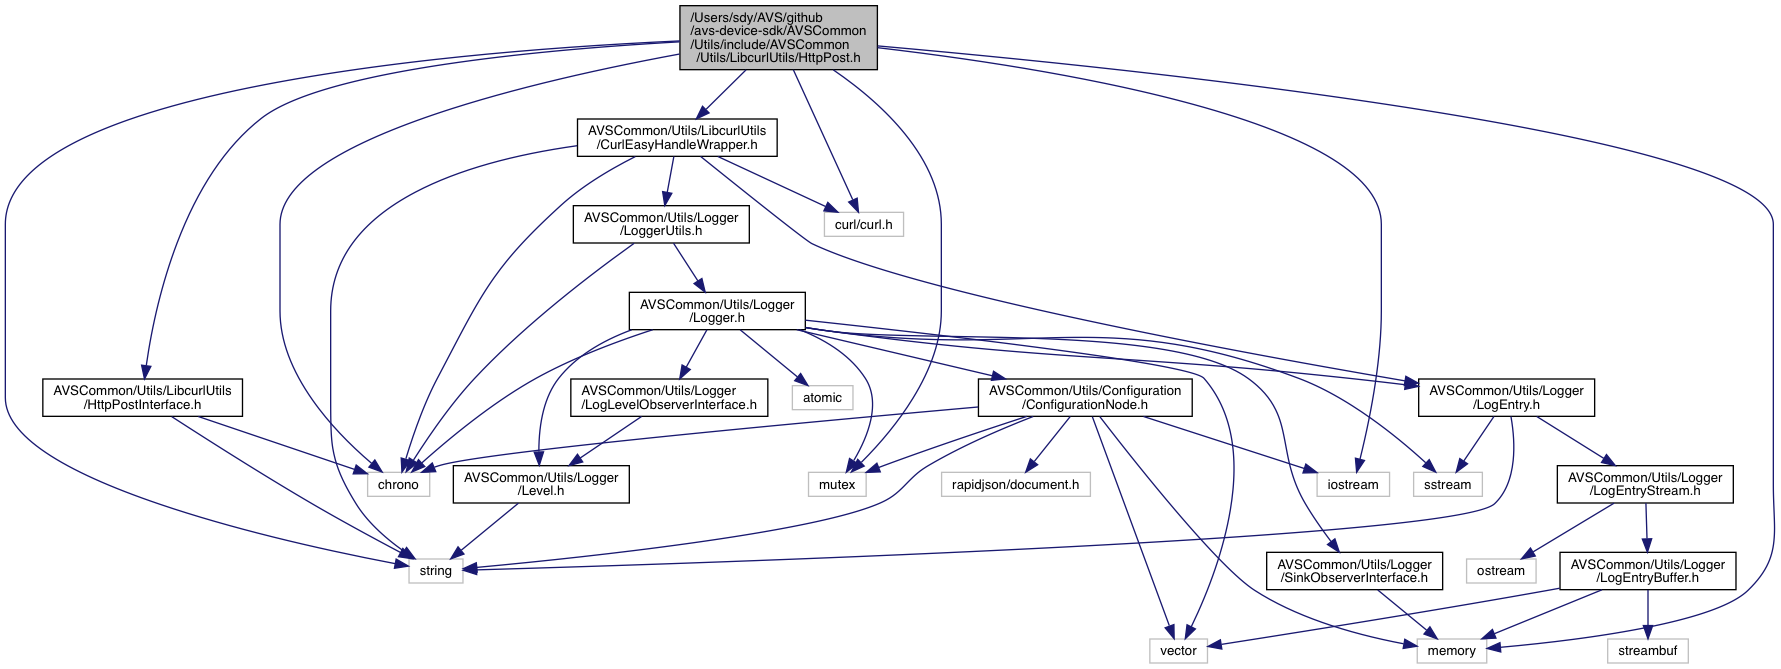 /Users/sdy/AVS/github
/avs-device-sdk/AVSCommon
/Utils/include/AVSCommon
/Utils/LibcurlUtils/HttpPost.h
AVSCommon/Utils/LibcurlUtils
/CurlEasyHandleWrapper.h
AVSCommon/Utils/Logger
/LoggerUtils.h
curl/curl.h
AVSCommon/Utils/Logger
/Logger.h
AVSCommon/Utils/LibcurlUtils
/HttpPostInterface.h
AVSCommon/Utils/Logger
/LogLevelObserverInterface.h
atomic
AVSCommon/Utils/Configuration
/ConfigurationNode.h
AVSCommon/Utils/Logger
/LogEntry.h
chrono
AVSCommon/Utils/Logger
/Level.h
mutex
rapidjson/document.h
iostream
sstream
AVSCommon/Utils/Logger
/LogEntryStream.h
string
AVSCommon/Utils/Logger
/SinkObserverInterface.h
ostream
AVSCommon/Utils/Logger
/LogEntryBuffer.h
vector
memory
streambuf